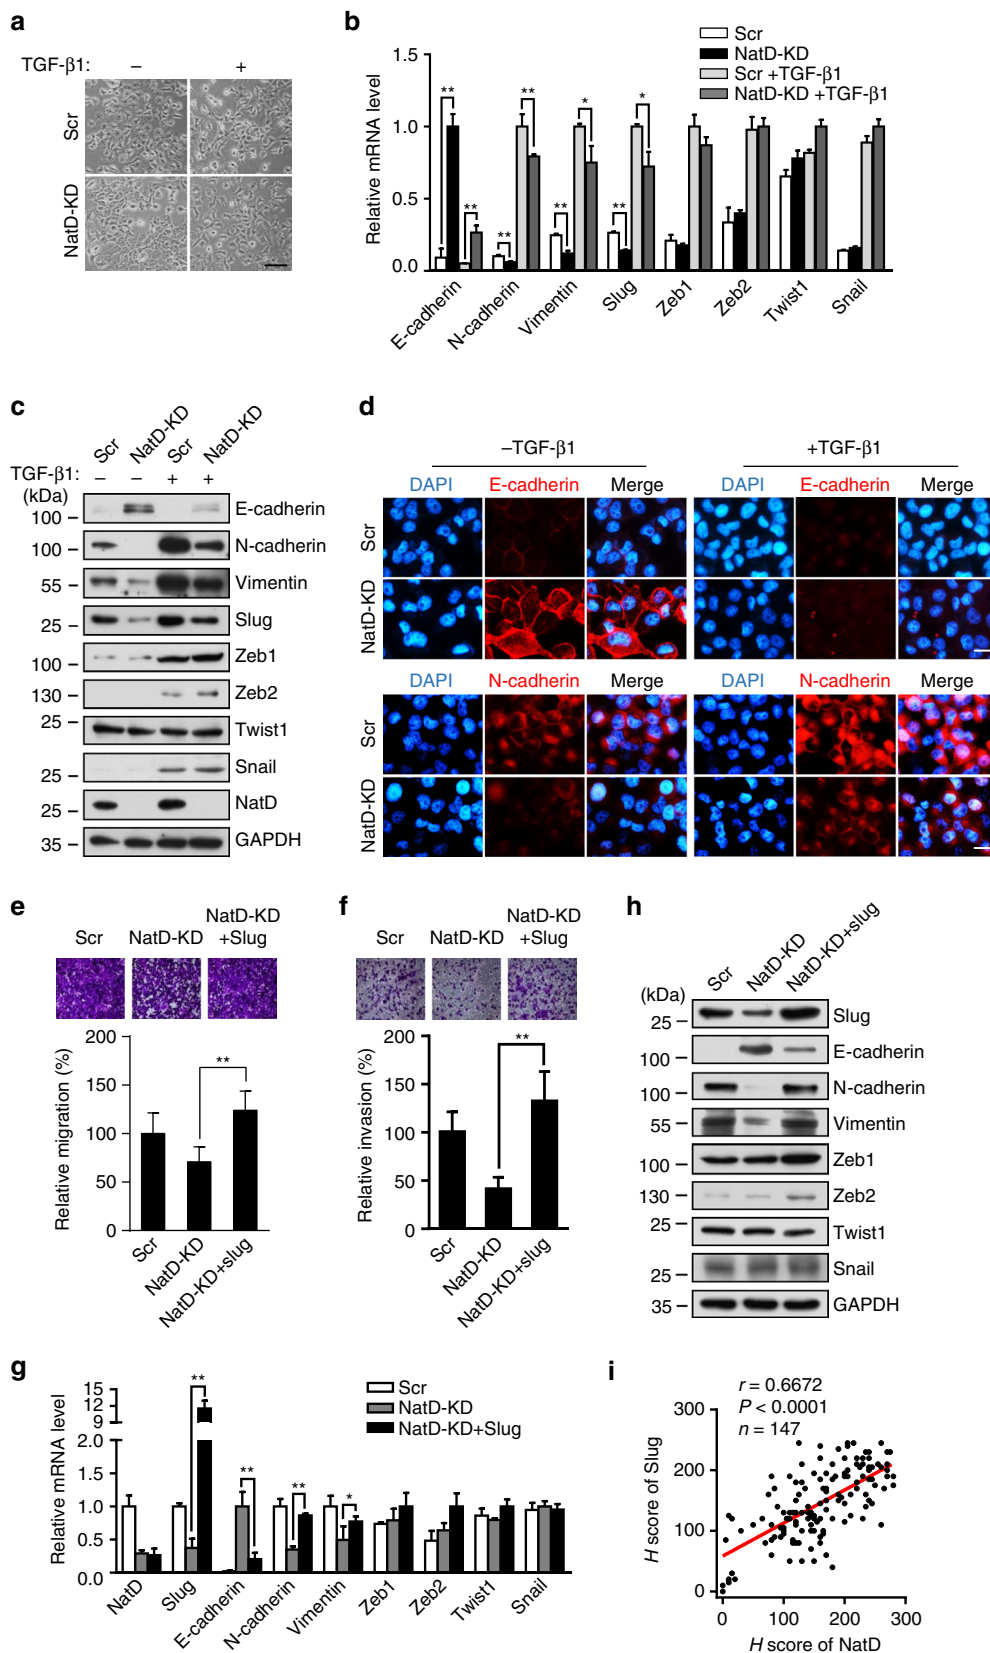 a
TGF-β1: – +
Scr
NatD-KD
b
Scr
NatD-KD
Scr +TGF-β1
NatD-KD +TGF-β1
Relative mRNA level
1.5
1.0
0.5
0.0
** ** ** ** * ** *
E-cadherin N-cadherin Vimentin Slug Zeb1 Zeb2 Twist1 Snail
c
Scr NatD-KD Scr NatD-KD
TGF-β1: – – + +
(kDa)
100 – E-cadherin
100 – N-cadherin
55 – Vimentin
25 – Slug
100 – Zeb1
130 – Zeb2
25 – Twist1
25 – Snail
25 – NatD
35 – GAPDH
d
–TGF-β1 +TGF-β1
DAPI E-cadherin Merge DAPI E-cadherin Merge
Scr
NatD-KD
DAPI N-cadherin Merge DAPI N-cadherin Merge
Scr
NatD-KD
e
Scr NatD-KD NatD-KD +Slug
Relative migration (%)
200
150
100
50
0
**
Scr NatD-KD NatD-KD+slug
f
Scr NatD-KD NatD-KD +Slug
Relative invasion (%)
200
150
100
50
0
**
Scr NatD-KD NatD-KD+slug
h
Scr NatD-KD NatD-KD+slug
(kDa)
25 – Slug
100 – E-cadherin
100 – N-cadherin
55 – Vimentin
100 – Zeb1
130 – Zeb2
25 – Twist1
25 – Snail
35 – GAPDH
g
Scr
NatD-KD
NatD-KD+Slug
Relative mRNA level
15
12
9
2.0
1.5
1.0
0.5
0.0
** ** ** *
NatD Slug E-cadherin N-cadherin Vimentin Zeb1 Zeb2 Twist1 Snail
i
r = 0.6672
P < 0.0001
n = 147
H score of Slug
300
200
100
0
0 100 200 300
H score of NatD